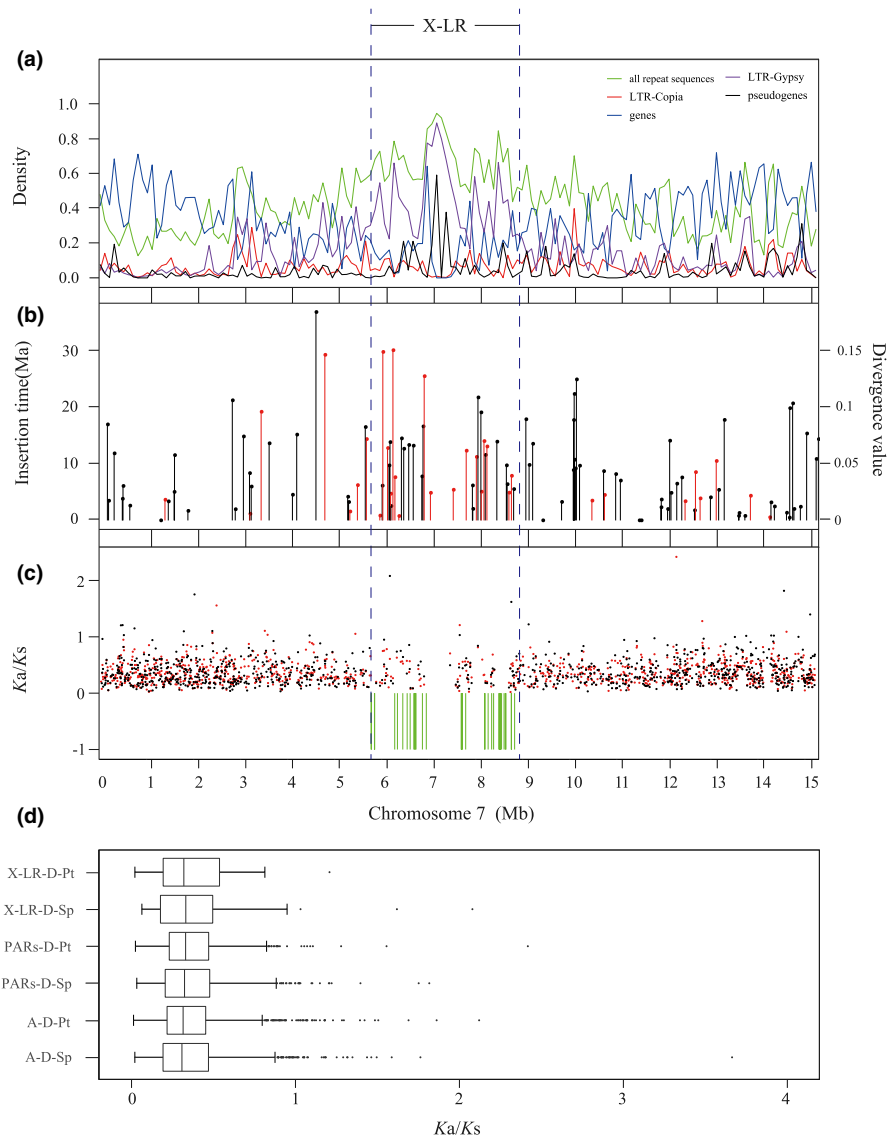 X-LR
(a)
all repeat sequences
LTR-Gypsy
LTR-Copia
pseudogenes
genes
Density
1.0
0.8
0.6
0.4
0.2
0.0
(b)
Insertion time(Ma)
Divergence value
30
20
10
0
0.15
0.1
0.05
0
(c)
Ka/Ks
2
1
0
-1
0 1 2 3 4 5 6 7 8 9 10 11 12 13 14 15
Chromosome 7 (Mb)
(d)
X-LR-D-Pt
X-LR-D-Sp
PARs-D-Pt
PARs-D-Sp
A-D-Pt
A-D-Sp
0 1 2 3 4
Ka/Ks